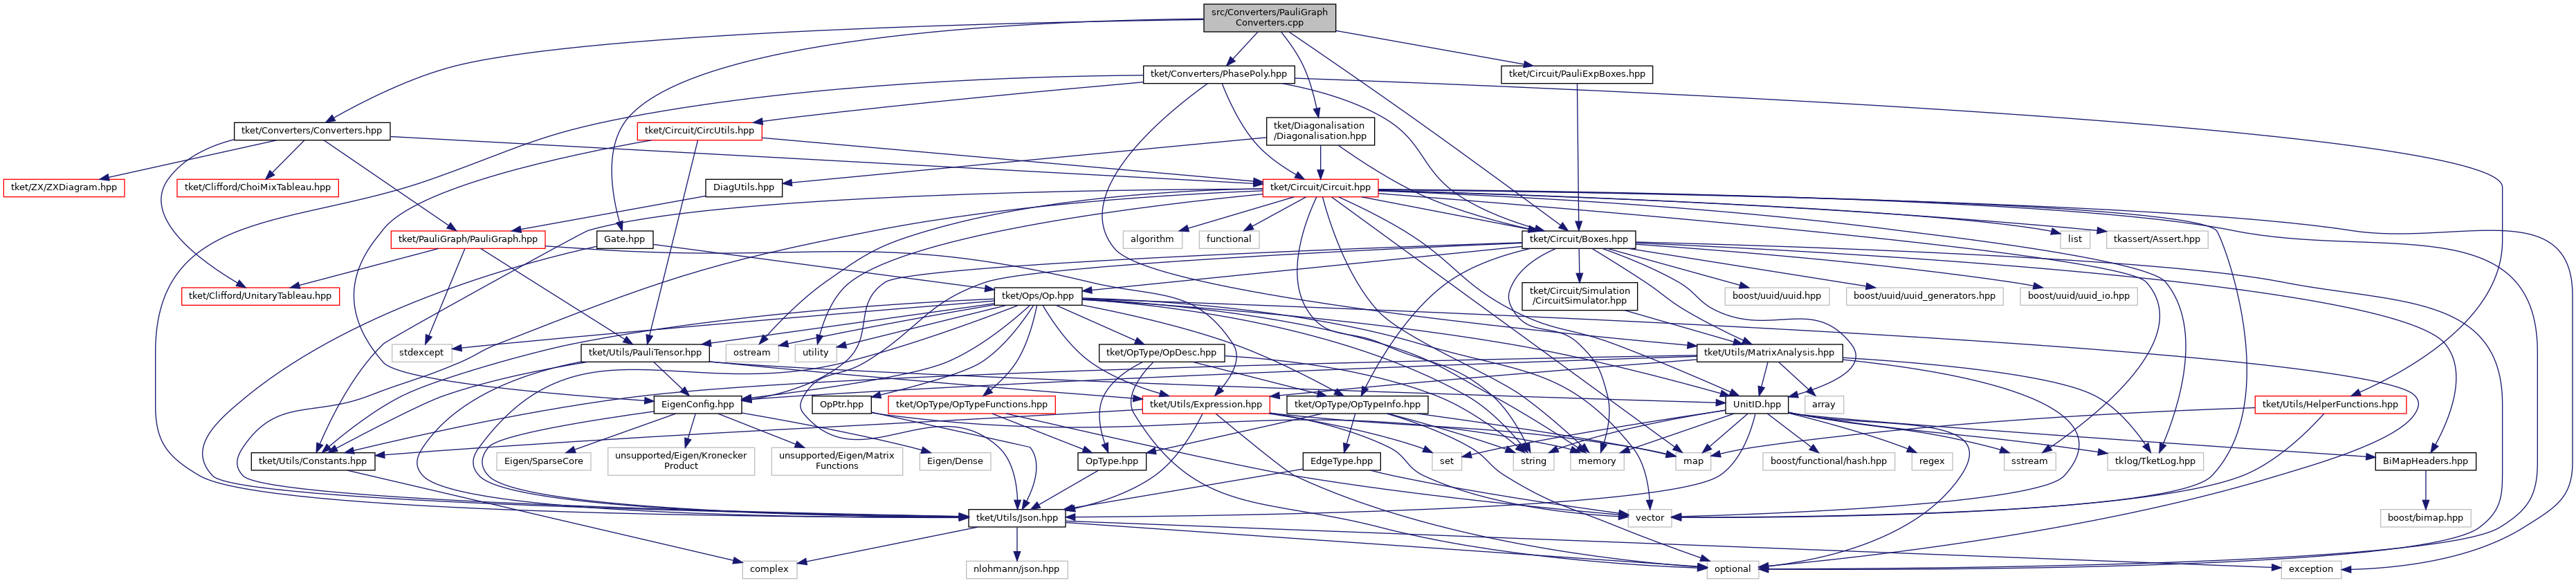 src/Converters/PauliGraph
Converters.cpp
tket/Converters/PhasePoly.hpp
tket/Circuit/PauliExpBoxes.hpp
tket/Converters/Converters.hpp
tket/Circuit/CircUtils.hpp
tket/Diagonalisation
/Diagonalisation.hpp
tket/ZX/ZXDiagram.hpp
tket/Clifford/ChoiMixTableau.hpp
DiagUtils.hpp
tket/Circuit/Circuit.hpp
tket/PauliGraph/PauliGraph.hpp
Gate.hpp
algorithm
functional
tket/Circuit/Boxes.hpp
list
tkassert/Assert.hpp
tket/Clifford/UnitaryTableau.hpp
tket/Ops/Op.hpp
tket/Circuit/Simulation
/CircuitSimulator.hpp
boost/uuid/uuid.hpp
boost/uuid/uuid_generators.hpp
boost/uuid/uuid_io.hpp
stdexcept
tket/Utils/PauliTensor.hpp
ostream
utility
tket/OpType/OpDesc.hpp
tket/Utils/MatrixAnalysis.hpp
EigenConfig.hpp
OpPtr.hpp
tket/OpType/OpTypeFunctions.hpp
tket/Utils/Expression.hpp
tket/OpType/OpTypeInfo.hpp
UnitID.hpp
array
tket/Utils/HelperFunctions.hpp
tket/Utils/Constants.hpp
Eigen/SparseCore
unsupported/Eigen/Kronecker
Product
unsupported/Eigen/Matrix
Functions
Eigen/Dense
OpType.hpp
EdgeType.hpp
set
string
memory
map
boost/functional/hash.hpp
regex
sstream
tklog/TketLog.hpp
BiMapHeaders.hpp
tket/Utils/Json.hpp
vector
boost/bimap.hpp
complex
nlohmann/json.hpp
optional
exception